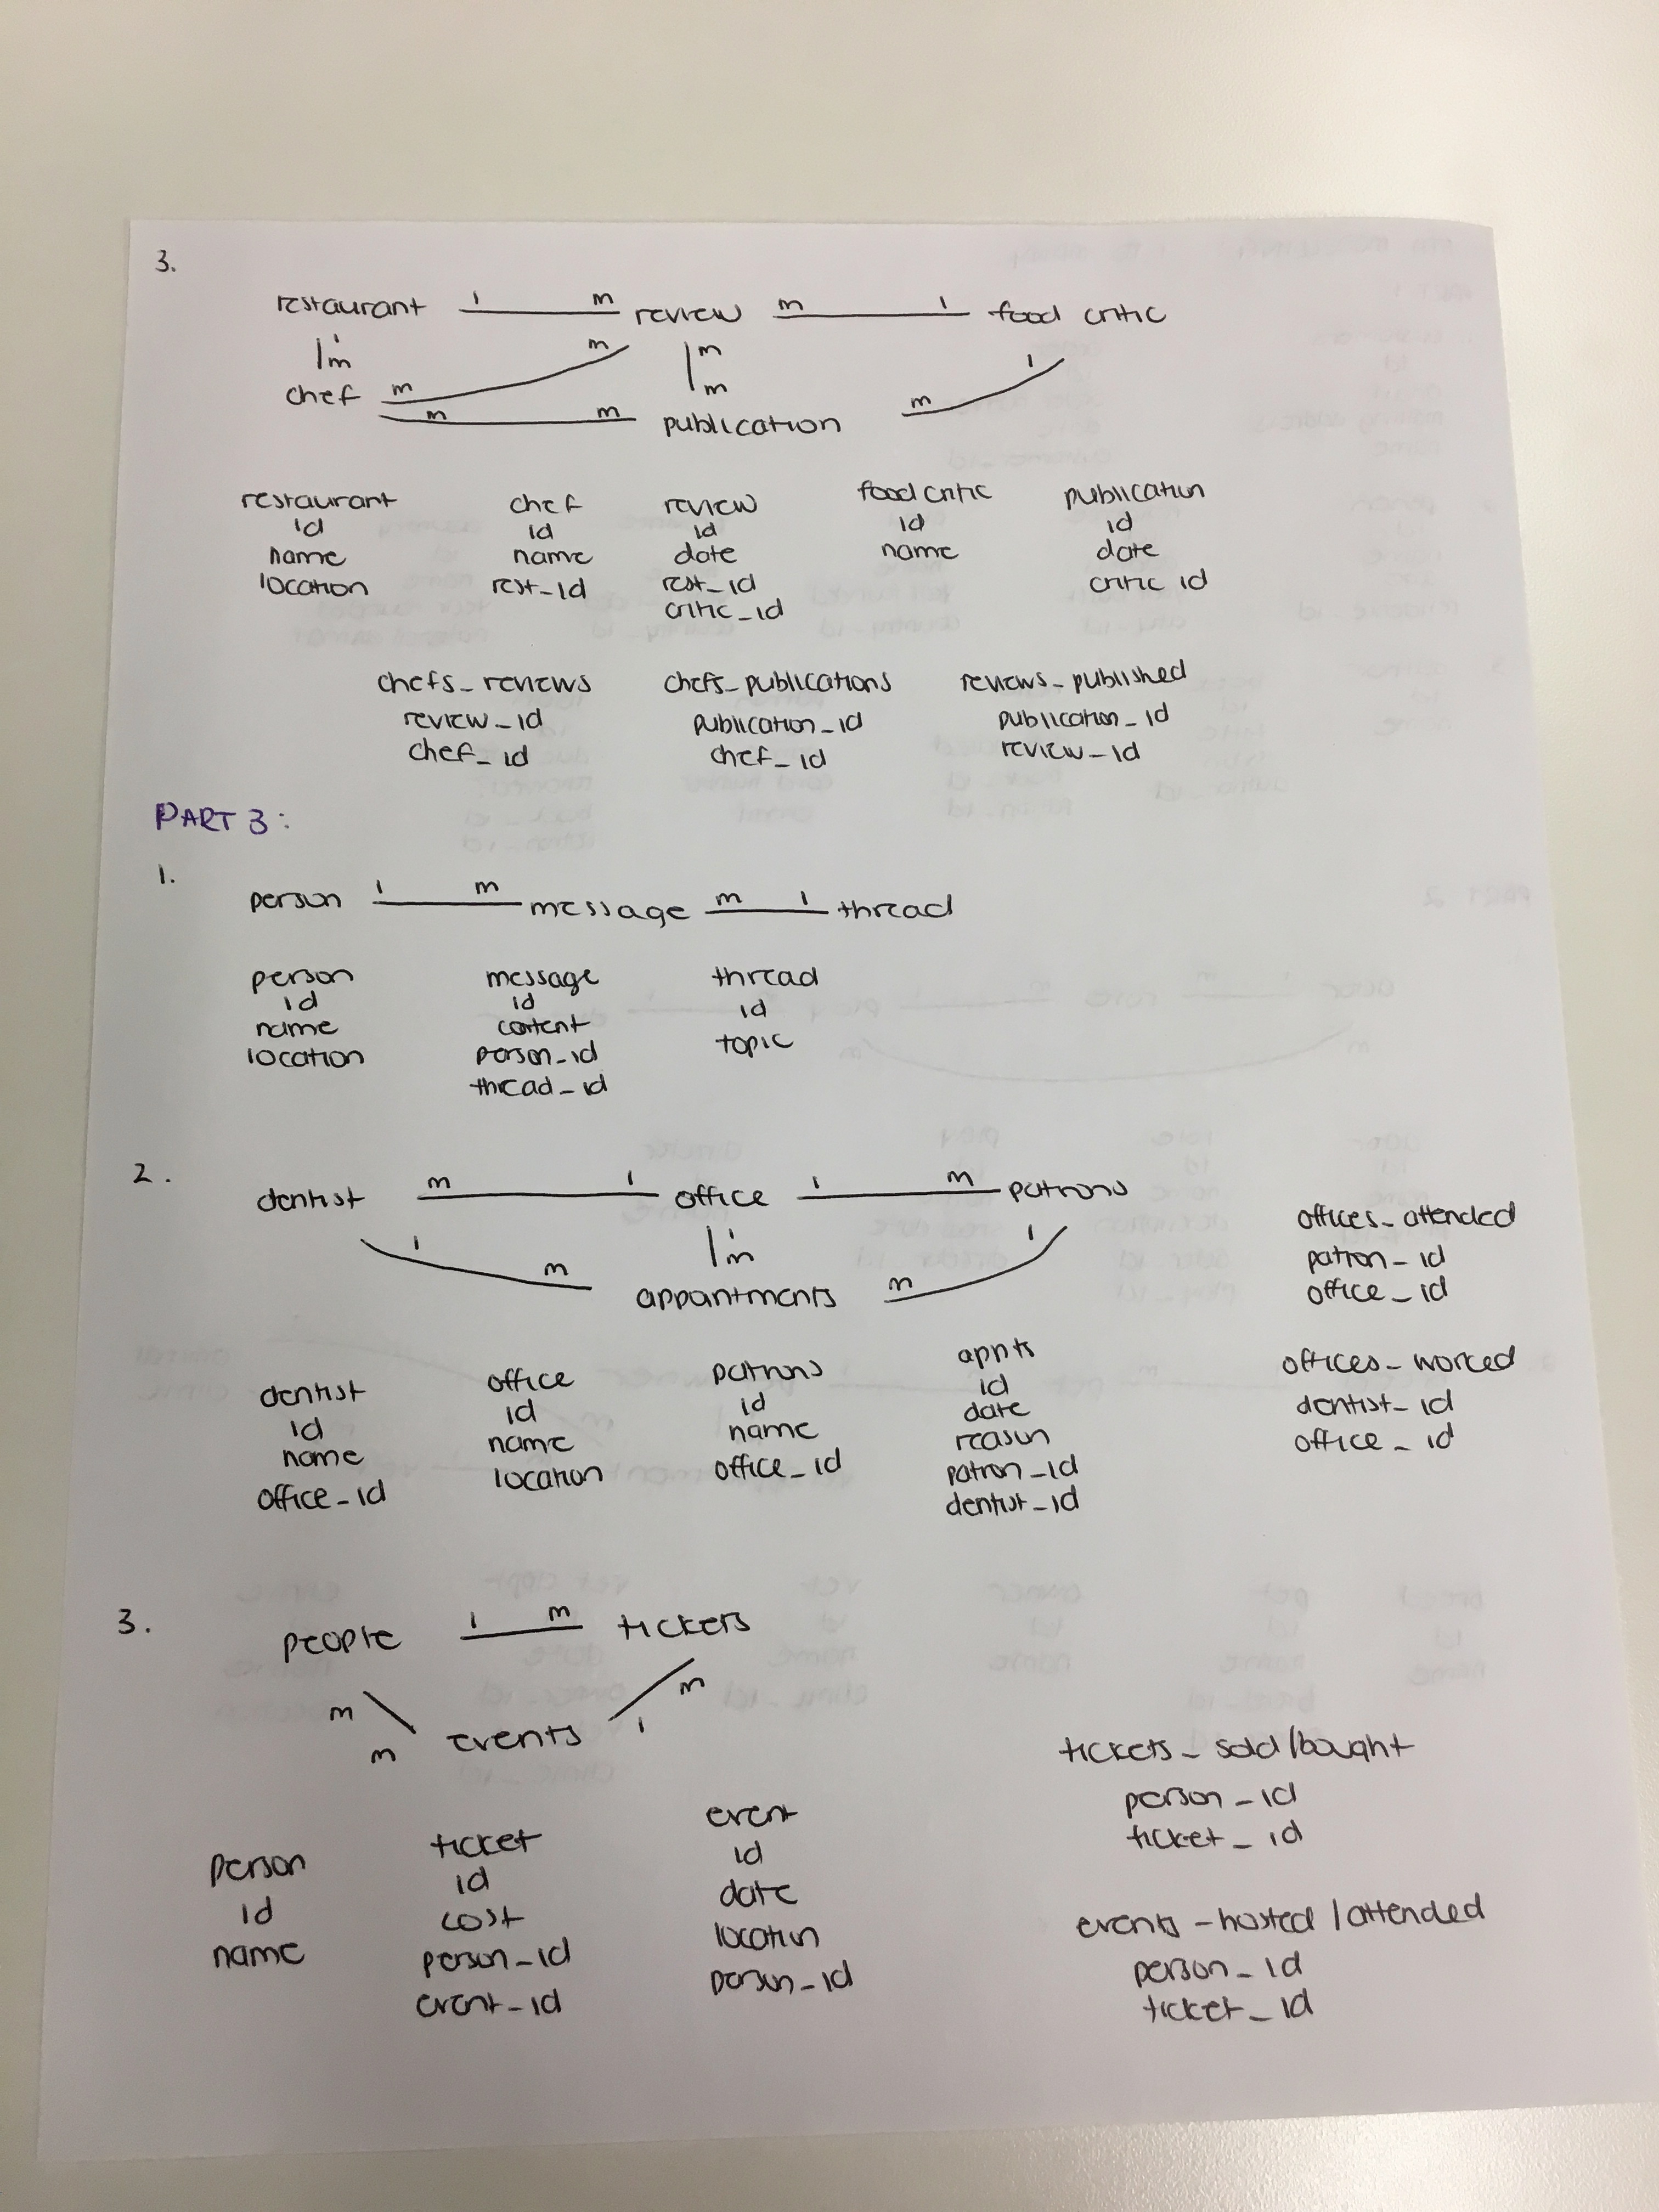 3.
restaurant 1 m review m 1 food critic
1 m m m 1
m m m
chef m m publication m
restaurant chef review food critic publication
id id id id id
name name date name date
location rest_id rest_id critic id
critic_id
chefs_reviews chefs_publications reviews_published
review_id publication_id publication_id
chef_id chef_id review_id
PART 3:
1.
person 1 m message m 1 thread
person message thread
id id id
name content topic
location person_id
thread_id
2.
dentist m 1 office 1 m patrons
1 1 m 1
m appointments m
offices_attended
patron_id
office_id
dentist office patrons appts
id id id id
name name name date
office_id location office_id reason
patron_id
dentist_id
offices_worced
dentist_id
office_id
3.
people 1 m tickets
m m
m events 1
person ticket event
id id id
name cost date
person_id location
event_id person_id
tickets_sold/bought
person_id
ticket_id
events-hosted/attended
person_id
ticket_id